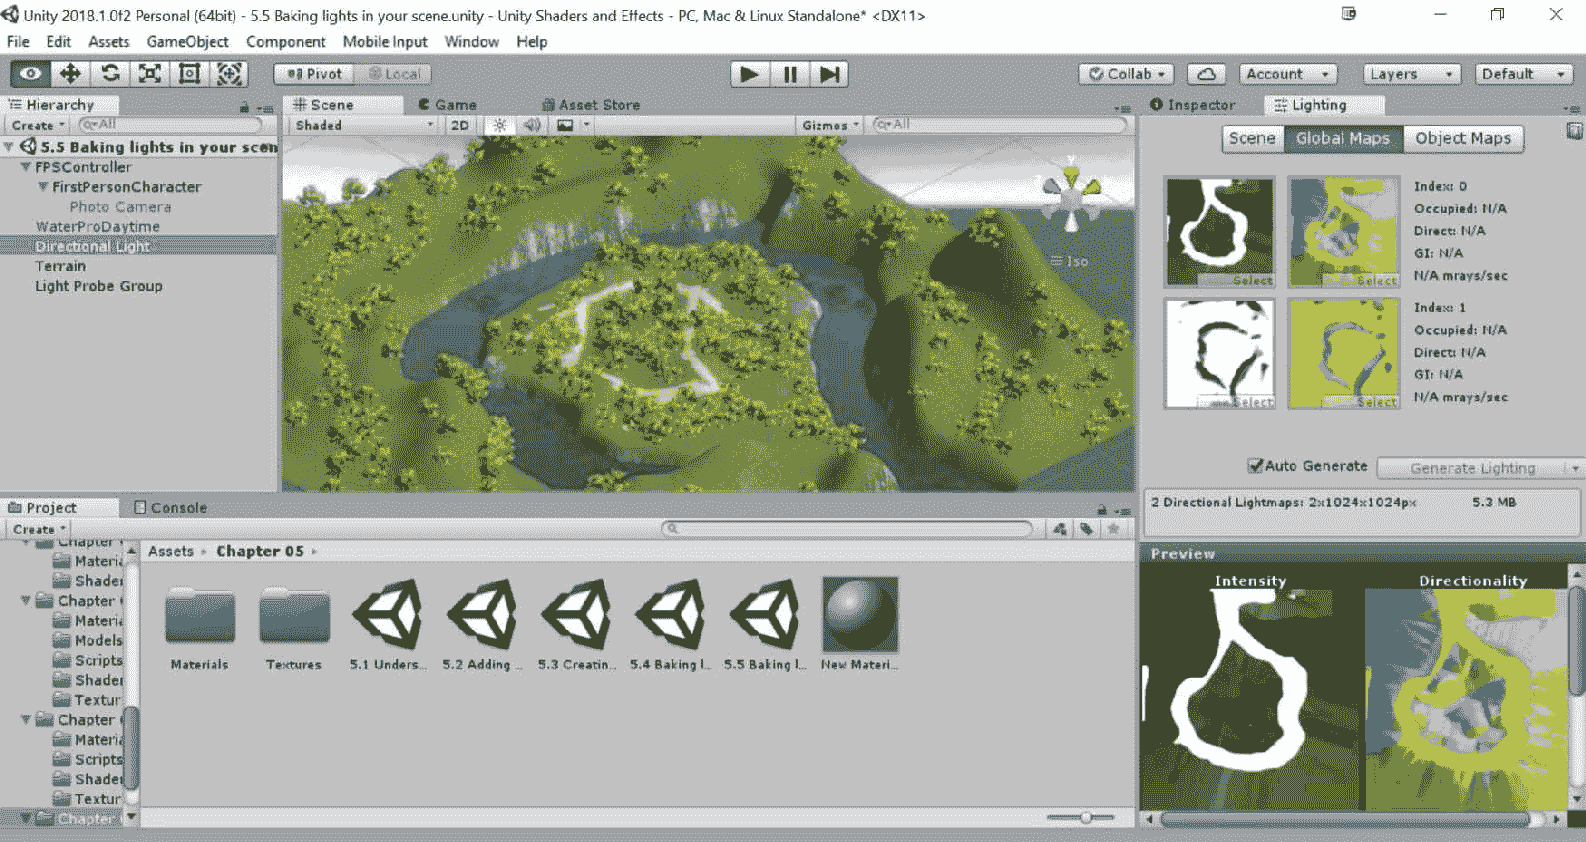 Unity 2018.1.0f2 Personal (64bit) - 5.5 Baking lights in your scene.unity - Unity Shaders and Effects - PC, Mac & Linux Standalone* <DX11>
File Edit Assets GameObject Component Mobile Input Window Help
Pivot Local Collab Account Layers Default
Hierarchy
Create All
5.5 Baking lights in your scen
FPSController
FirstPersonCharacter
Photo Camera
WaterProDaytime
Directional Light
Terrain
Light Probe Group
Scene Game Asset Store
Shaded 2D Gizmos All
y
Iso
Inspector Lighting
Scene Global Maps Object Maps
Index: 0
Occupied: N/A
Direct: N/A
GI: N/A
N/A mrays/sec
Select Select
Index: 1
Occupied: N/A
Direct: N/A
GI: N/A
N/A mrays/sec
Select Select
Auto Generate Generate Lighting
2 Directional Lightmaps: 2x1024x1024px 5.3 MB
Preview
Intensity Directionality
Project Console
Create
Chapter
Materia
Shader
Chapter
Materia
Models
Scripts
Shader
Textur
Chapter
Materia
Scripts
Shader
Textur
Chapter
Assets Chapter 05
Materials Textures 5.1 Unders... 5.2 Adding ... 5.3 Creatin... 5.4 Baking l... 5.5 Baking l... New Materi...